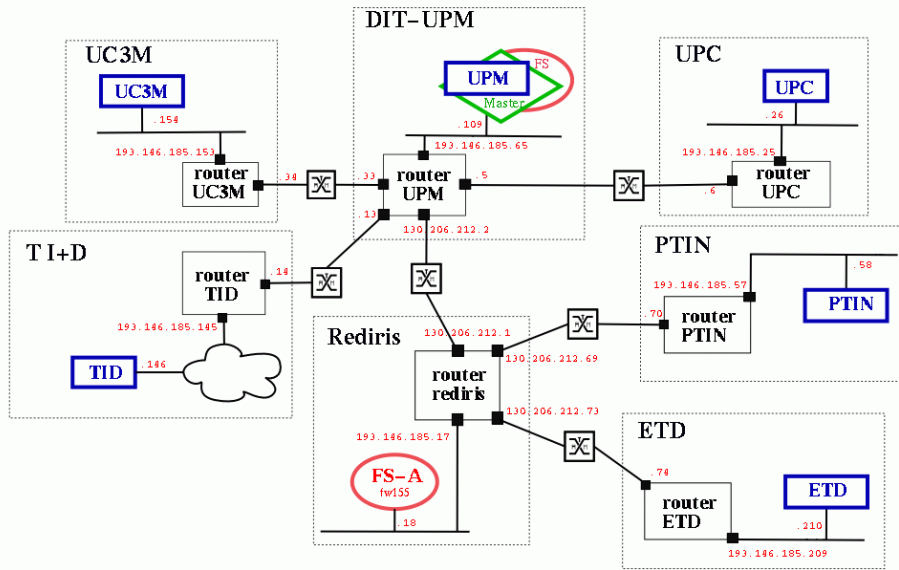 DIT-UPM
UC3M
UC3M
.154
193.146.185.153
router
UC3M
.34
FS
UPM
Master
.109
193.146.185.65
router
UPM
.33
.5
.13
130.206.212.2
UPC
UPC
.26
193.146.185.25
router
UPC
.6
T I+D
router
TID
.14
193.146.185.145
TID
.146
Rediris
130.206.212.1
130.206.212.69
router
rediris
130.206.212.73
193.146.185.17
FS-A
fw155
.18
PTIN
.58
193.146.185.57
PTIN
.70
router
PTIN
ETD
.74
ETD
router
ETD
.210
193.146.185.209